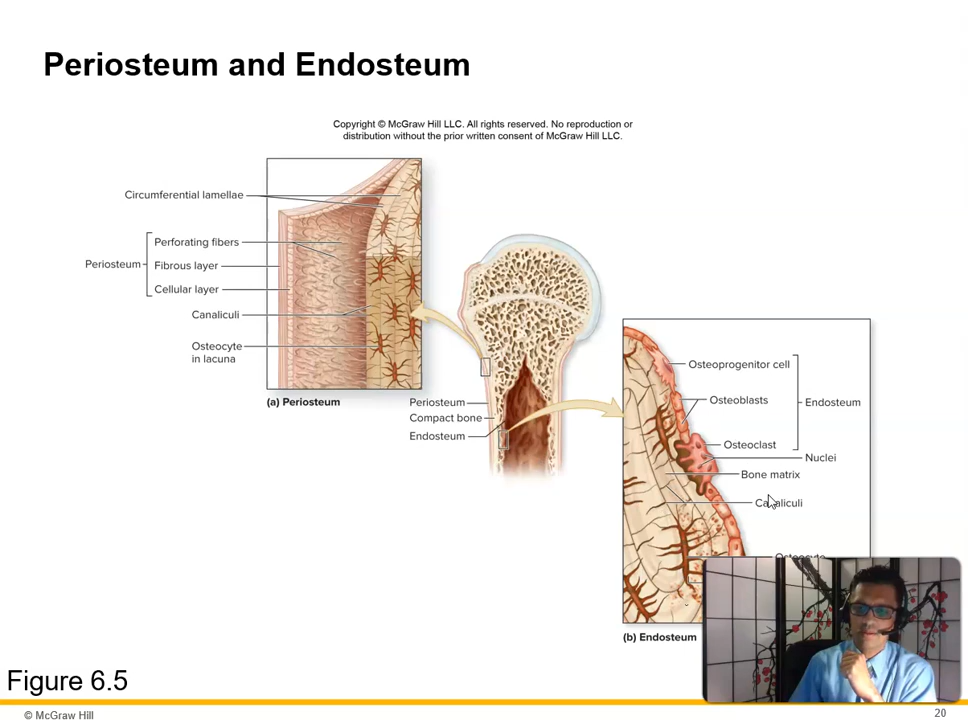 Periosteum and Endosteum
Copyright © McGraw Hill LLC. All rights reserved. No reproduction or
distribution without the prior written consent of McGraw Hill LLC.
Circumferential lamellae
Perforating fibers
Periosteum
Fibrous layer
Cellular layer
Canaliculi
Osteocyte
in lacuna
(a) Periosteum
Periosteum
Compact bone
Endosteum
Osteoprogenitor cell
Osteoblasts
Endosteum
Osteoclast
Nuclei
Bone matrix
Canaliculi
Osteocyte
(b) Endosteum
Figure 6.5
© McGraw Hill
20